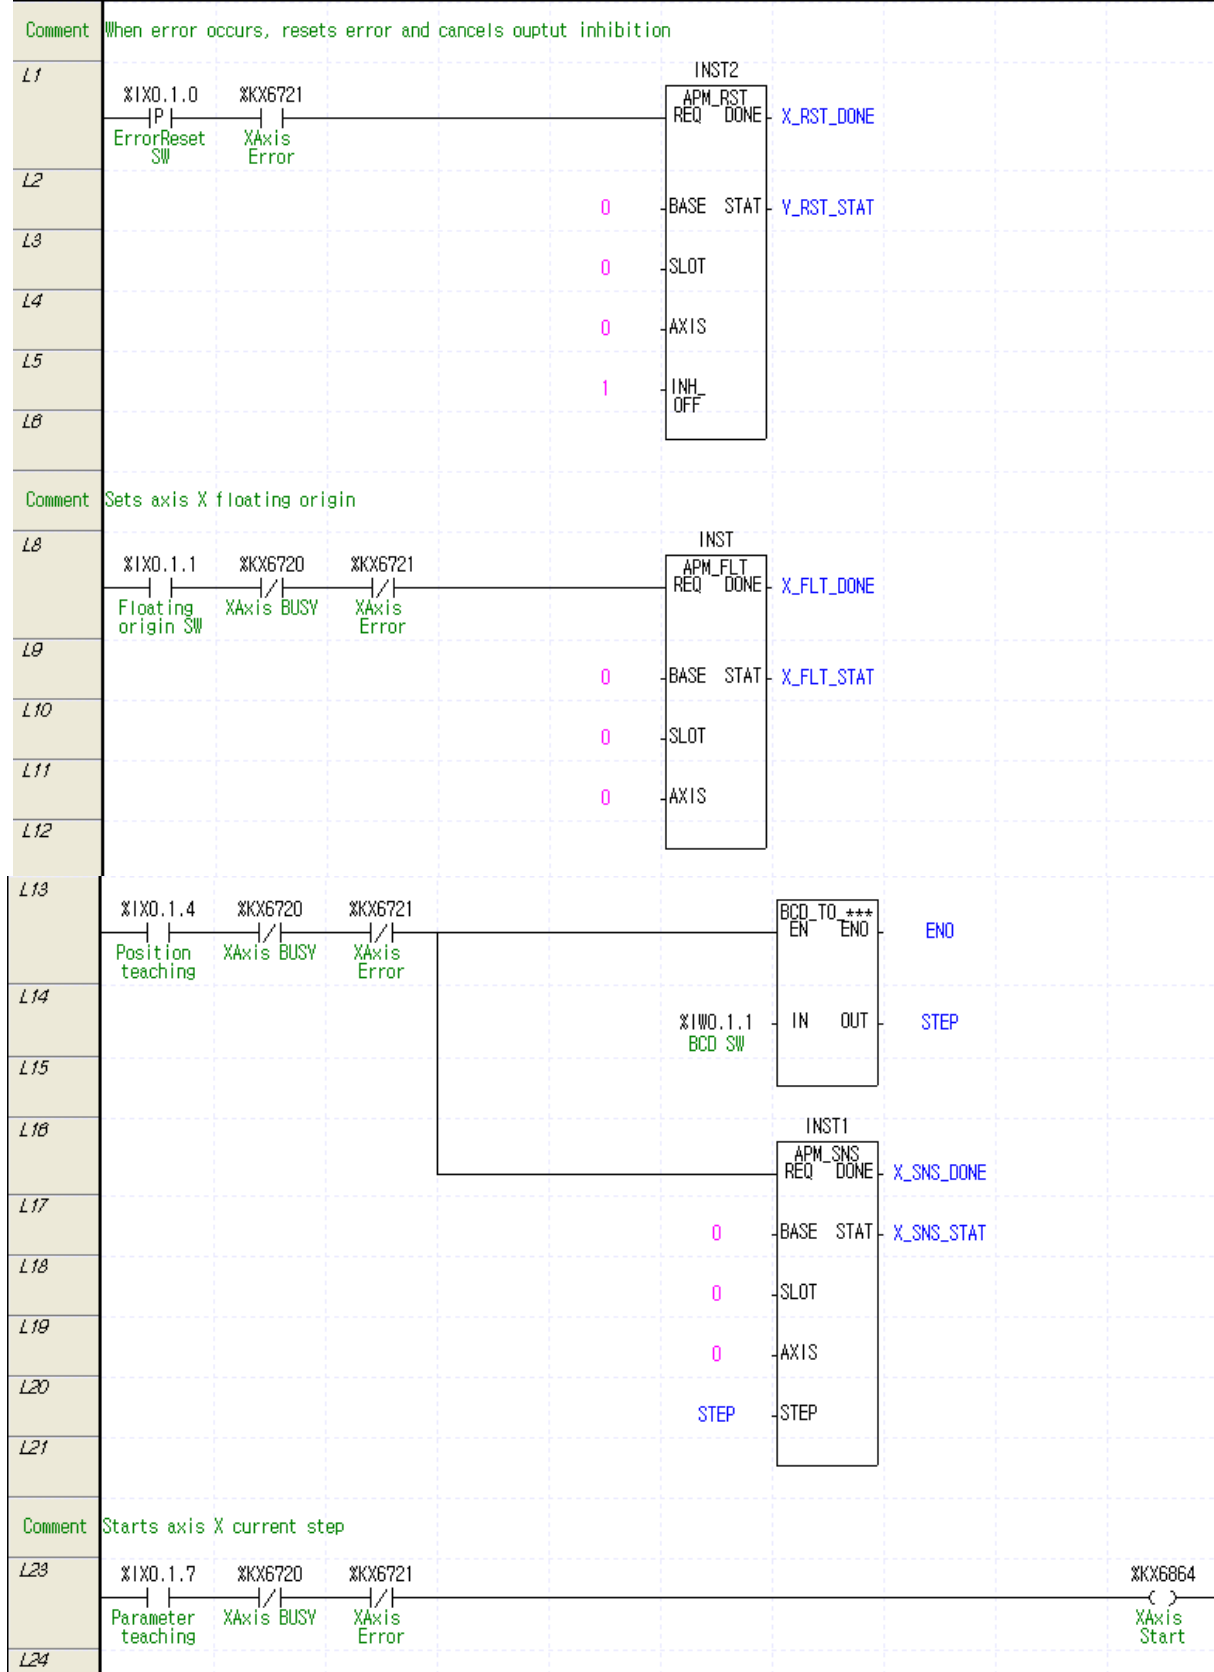 Comment When error occurs, resets error and cancels ouptut inhibition
L1
INST2
%IX0.1.0 %KX6721 APM_RST
P REQ DONE X_RST_DONE
ErrorReset XAxis
SW Error
L2
0 BASE STAT Y_RST_STAT
L3
0 SLOT
L4
0 AXIS
L5
1 INH_
OFF
L6
Comment Sets axis X floating origin
L8
INST
%IX0.1.1 %KX6720 %KX6721 APM_FLT
REQ DONE X_FLT_DONE
Floating XAxis BUSY XAxis
origin SW Error
L9
0 BASE STAT X_FLT_STAT
L10
0 SLOT
L11
0 AXIS
L12
L13
%IX0.1.4 %KX6720 %KX6721 BCD_TO_***
EN ENO ENO
Position XAxis BUSY XAxis
teaching Error
L14
%IW0.1.1 IN OUT STEP
BCD SW
L15
L16
INST1
APM_SNS
REQ DONE X_SNS_DONE
L17
0 BASE STAT X_SNS_STAT
L18
0 SLOT
L19
0 AXIS
L20
STEP STEP
L21
Comment Starts axis X current step
L23
%IX0.1.7 %KX6720 %KX6721 %KX6864
Parameter XAxis BUSY XAxis XAxis
teaching Error Start
L24